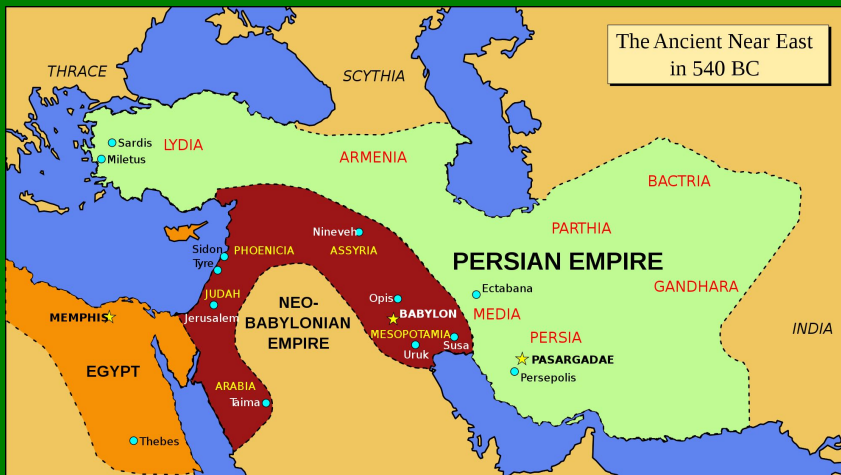 The Ancient Near East
in 540 BC
THRACE
SCYTHIA
Sardis
LYDIA
Miletus
ARMENIA
BACTRIA
PARTHIA
Nineveh
Sidon
PHOENICIA
ASSYRIA
Tyre
PERSIAN EMPIRE
GANDHARA
Ectabana
JUDAH
Opis
NEO-
BABYLONIAN
EMPIRE
Jerusalem
MEMPHIS
BABYLON
MEDIA
INDIA
MESOPOTAMIA
PERSIA
Susa
Uruk
PASARGADAE
EGYPT
Persepolis
ARABIA
Taima
Thebes